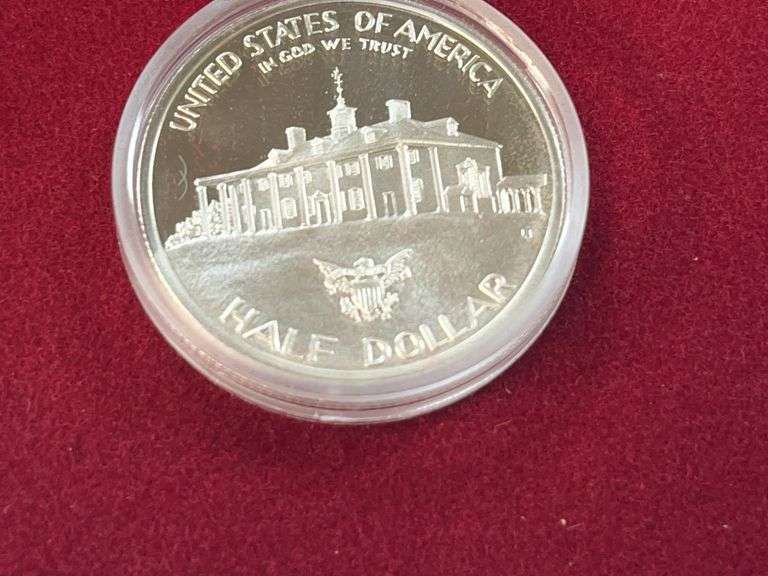 UNITED STATES OF AMERICA
IN GOD WE TRUST
HALF DOLLAR